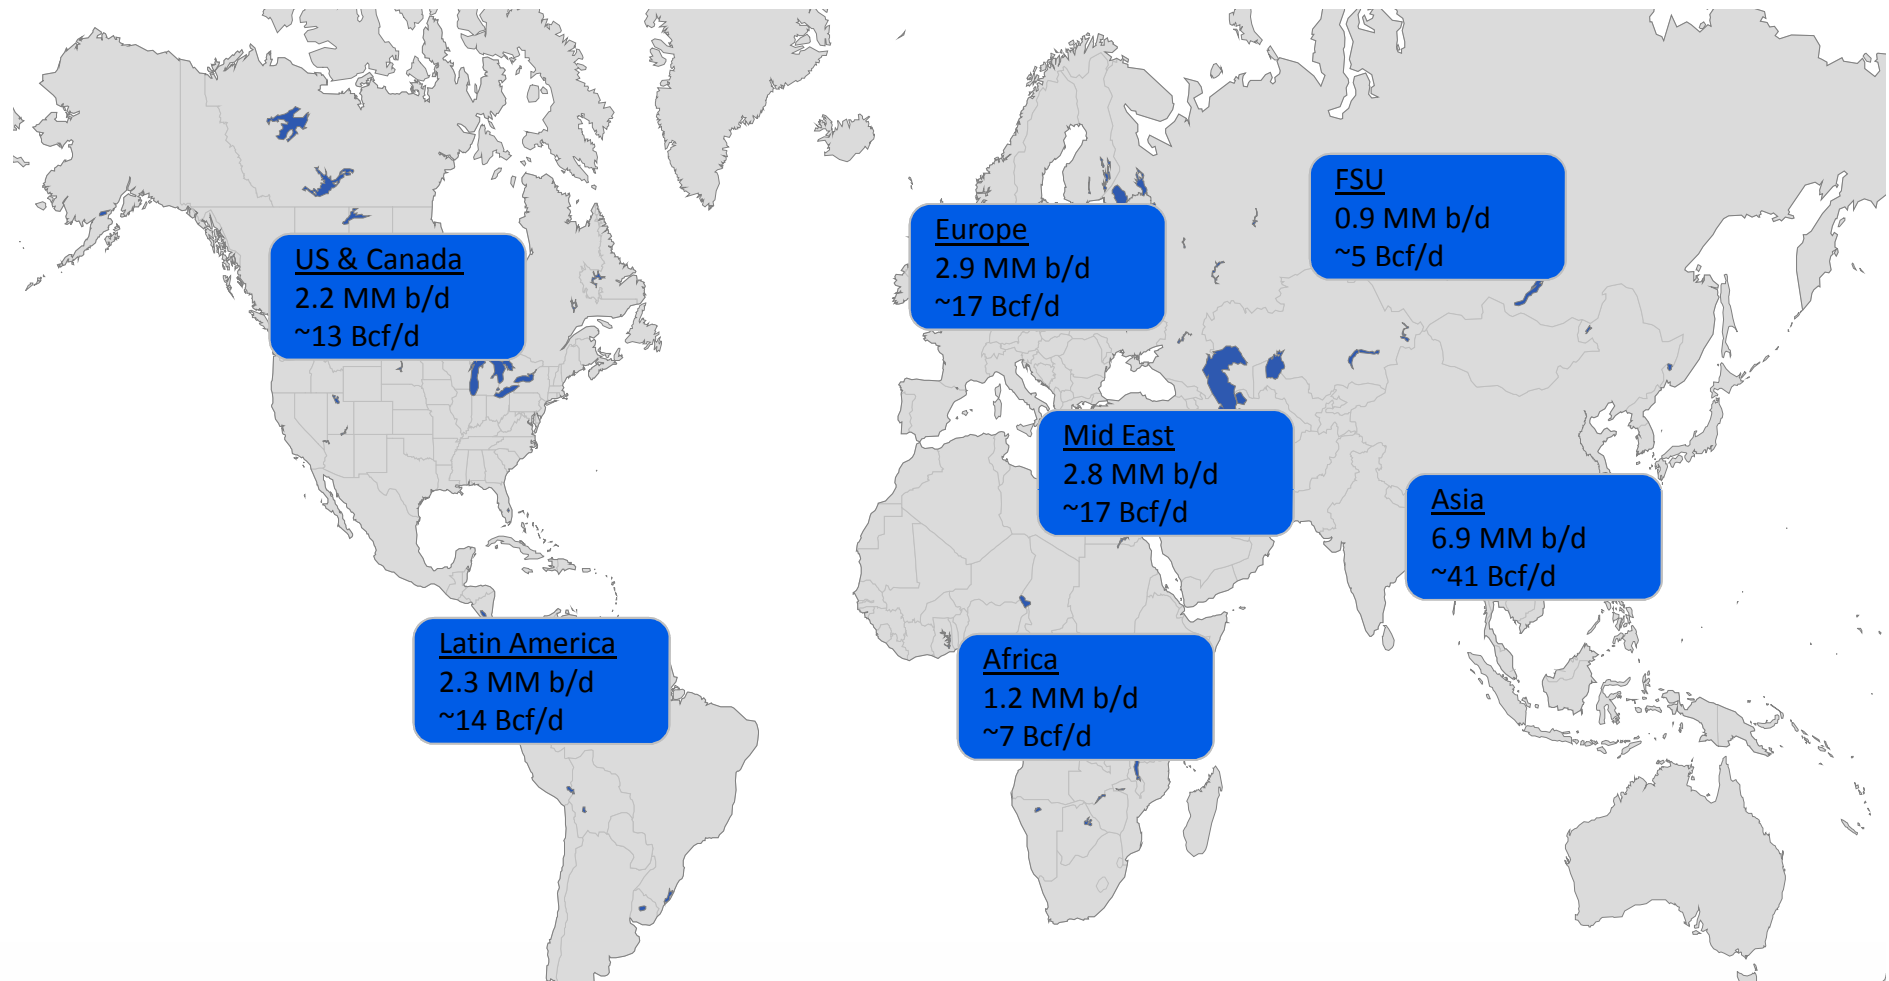 FSU
0.9 MM b/d
~5 Bcf/d
Europe
2.9 MM b/d
~17 Bcf/d
US & Canada
2.2 MM b/d
~13 Bcf/d
Mid East
2.8 MM b/d
~17 Bcf/d
Asia
6.9 MM b/d
~41 Bcf/d
Latin America
2.3 MM b/d
~14 Bcf/d
Africa
1.2 MM b/d
~7 Bcf/d